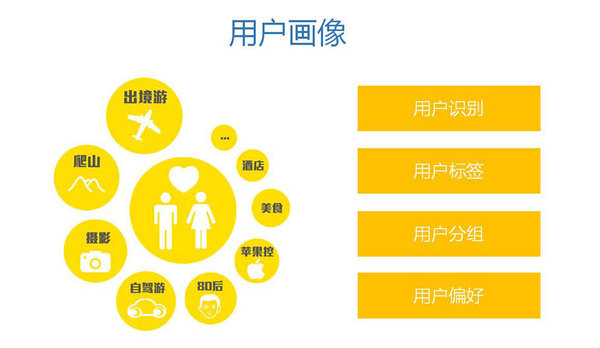 用户画像
出境游
爬山
摄影
自驾游
80后
苹果控
美食
酒店
...
用户识别
用户标签
用户分组
用户偏好